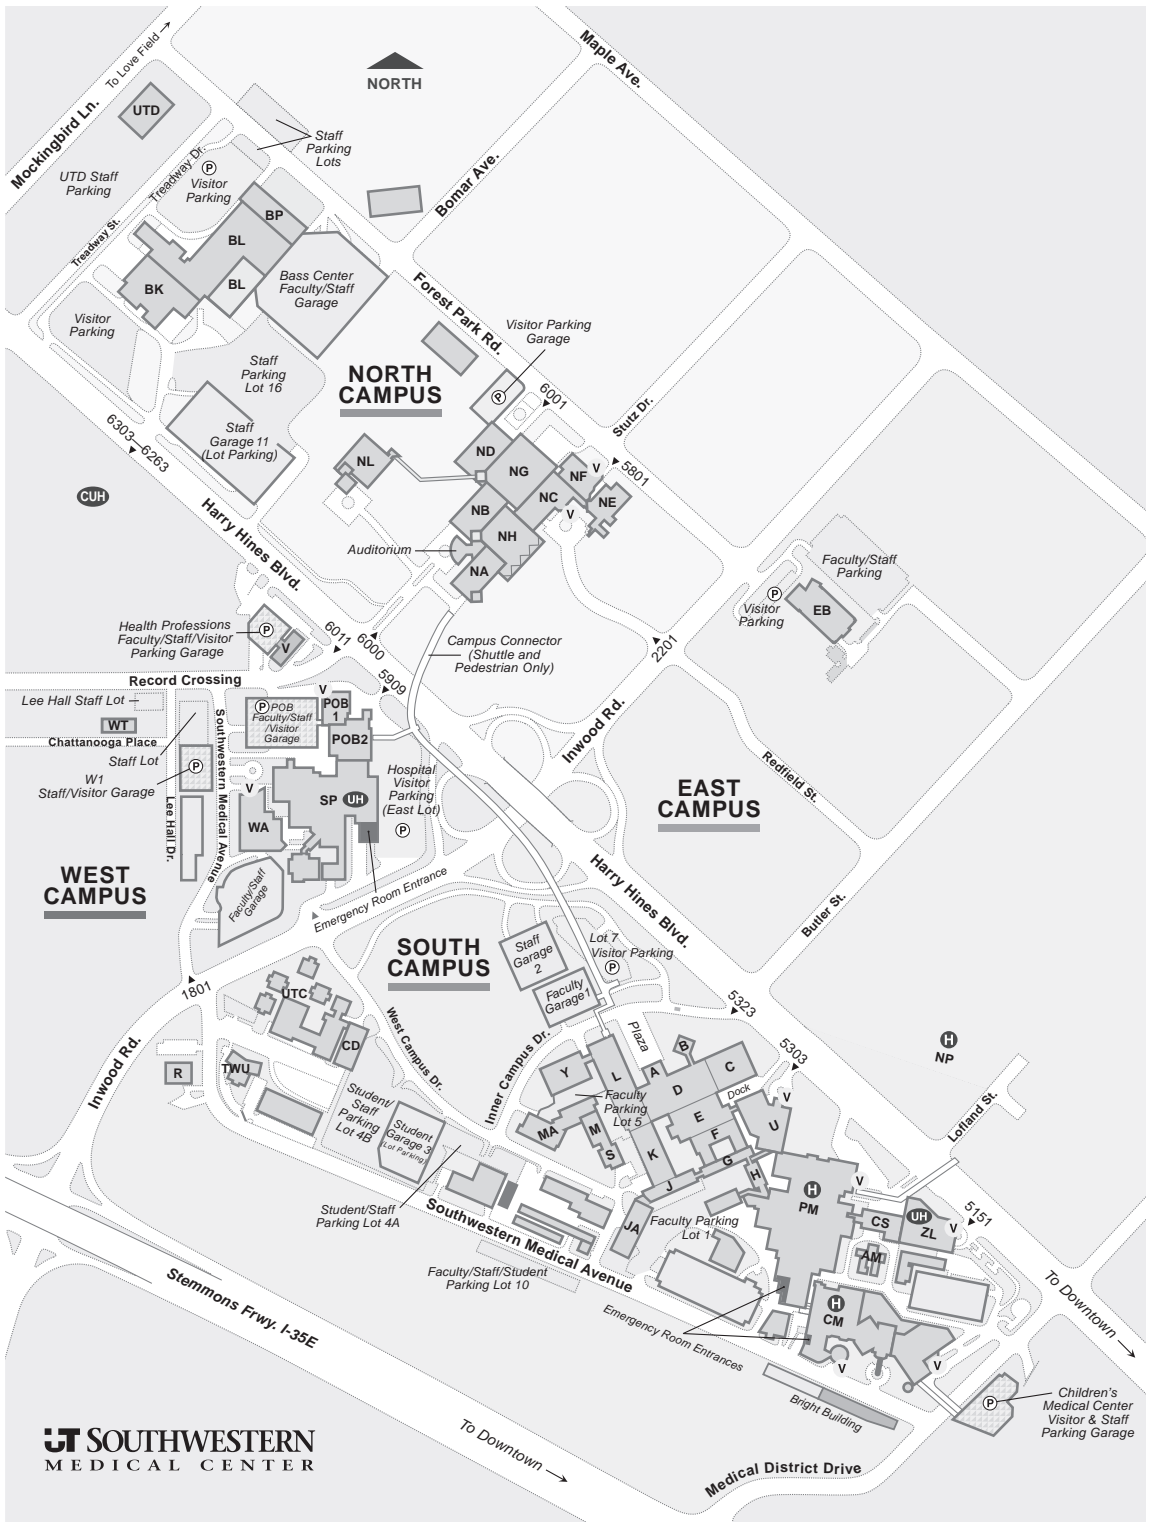 Maple Ave.
To Love Field
Mockingbird Ln.
NORTH
UTD
Staff
Parking
Lots
UTD Staff
Parking
Treadway Dr.
P
Visitor
Parking
Bomar Ave.
Treadway St.
BP
BL
BL
BK
Bass Center
Faculty/Staff
Garage
Forest Park Rd.
Visitor
Parking
Visitor Parking
Garage
Staff
Parking
Lot 16
NORTH
CAMPUS
P
6001
Stutz Dr.
6303
6263
Staff
Garage 11
(Lot Parking)
NL
ND
NG
NF
V
5801
NC
NE
V
NB
NH
NA
Auditorium
CUH
Harry Hines Blvd.
Faculty/Staff
Parking
P
Visitor
Parking
EB
Health Professions
Faculty/Staff/Visitor
Parking Garage
P
V
6011
6000
Campus Connector
(Shuttle and
Pedestrian Only)
2201
5909
Record Crossing
Lee Hall Staff Lot
WT
Chattanooga Place
Staff Lot
W1
Staff/Visitor Garage
P
Southwestern Medical Avenue
P
POB
Faculty/Staff
/Visitor
Garage
V
POB
1
POB2
Inwood Rd.
Redfield St.
Hospital
Visitor
Parking
(East Lot)
P
V
SP
UH
WA
Lee Hall Dr.
EAST
CAMPUS
WEST
CAMPUS
Faculty/Staff
Garage
Emergency Room Entrance
Harry Hines Blvd.
Butler St.
SOUTH
CAMPUS
Staff
Garage
2
Lot 7
Visitor Parking
P
Faculty
Garage1
1801
UTC
CD
West Campus Dr.
Inner Campus Dr.
Plaza
5323
5303
H
NP
Inwood Rd.
R
TWU
Y
L
A
B
C
D
Dock
V
Faculty
Parking
Lot 5
E
U
F
MA
M
S
K
G
H
J
Lofland St.
Student/
Staff
Parking
Lot 4B
Student
Garage 3
(Lot Parking)
Student/Staff
Parking Lot 4A
Southwestern Medical Avenue
JA
Faculty Parking
Lot 1
H
PM
V
CS
UH
ZL
V
5151
AM
Faculty/Staff/Student
Parking Lot 10
Stemmons Frwy. I-35E
Emergency Room Entrances
H
CM
V
V
To Downtown
Bright Building
P
Children's
Medical Center
Visitor & Staff
Parking Garage
UT SOUTHWESTERN
MEDICAL CENTER
To Downtown
Medical District Drive